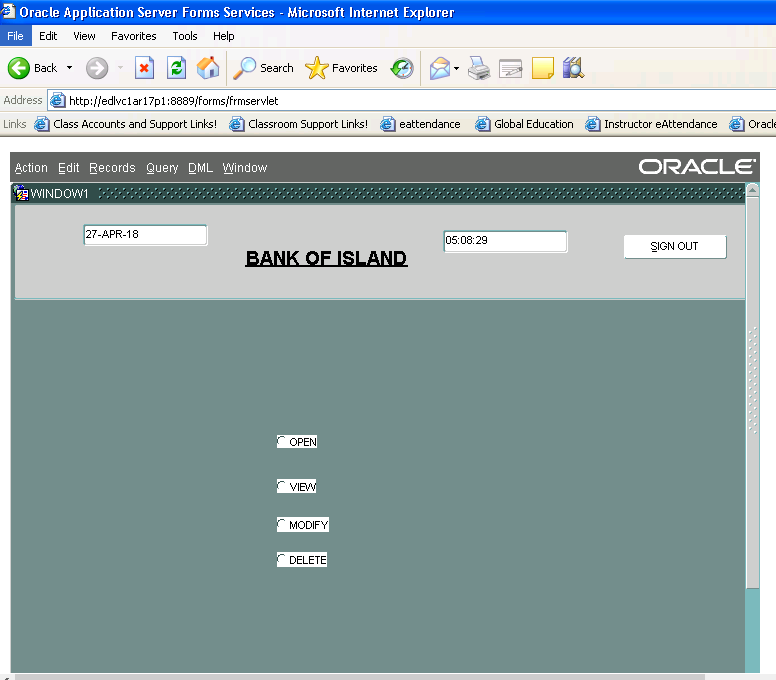 Oracle Application Server Forms Services - Microsoft Internet Explorer
File Edit View Favorites Tools Help
Back Search Favorites
Address http://edlvc1ar17p1:8889/forms/frmservlet
Links Class Accounts and Support Links! Classroom Support Links! eattendance Global Education Instructor eAttendance Oracle
Action Edit Records Query DML Window ORACLE
WINDOW1
27-APR-18 05:08:29 SIGN OUT
BANK OF ISLAND
OPEN
VIEW
MODIFY
DELETE